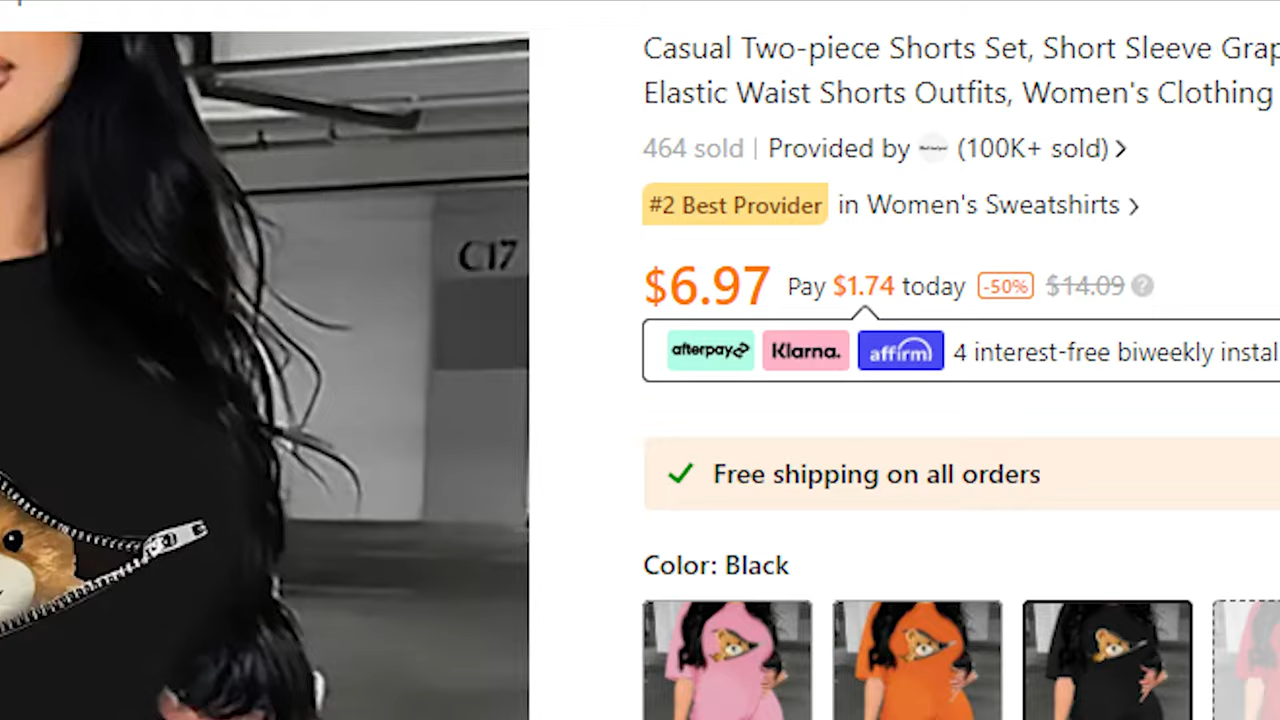 Casual Two-piece Shorts Set, Short Sleeve Grap
Elastic Waist Shorts Outfits, Women's Clothing
464 sold | Provided by (100K+ sold) >
#2 Best Provider in Women's Sweatshirts >
$6.97 Pay $1.74 today -50% $14.09 ?
afterpay Klarna. affirm 4 interest-free biweekly instal
Free shipping on all orders
Color: Black
C17